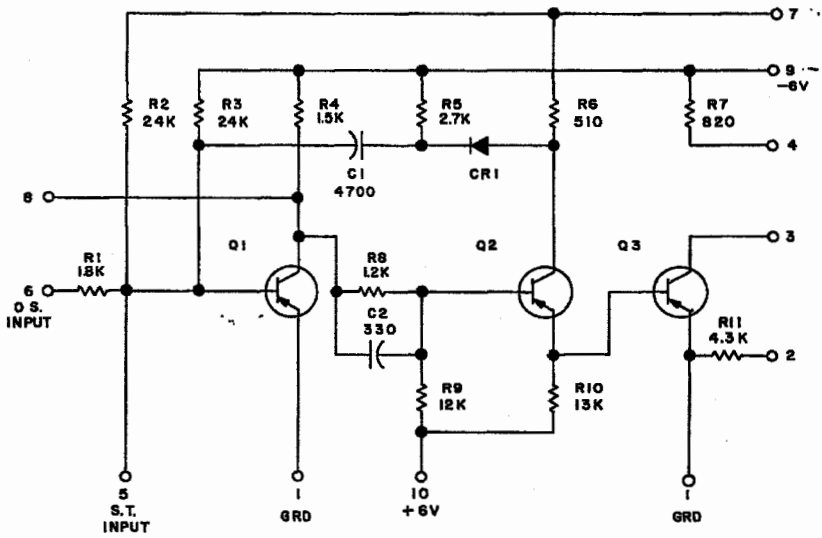 7
9
-6V
R2
24K
R3
24K
R4
1.5K
R5
2.7K
R6
510
R7
820
4
C1
4700
CR1
8
3
R1
1.8K
Q1
R8
1.2K
Q2
Q3
6
O S.
INPUT
C2
330
R11
4.3K
2
R9
12K
R10
13K
5
S.T.
INPUT
1
GRD
10
+6V
1
GRD